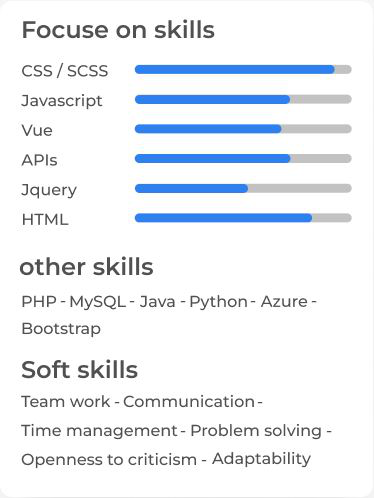 Focuse on skills
CSS / SCSS
Javascript
Vue
APIs
Jquery
HTML
other skills
PHP - MySQL - Java - Python - Azure -
Bootstrap
Soft skills
Team work - Communication -
Time management - Problem solving -
Openness to criticism - Adaptability